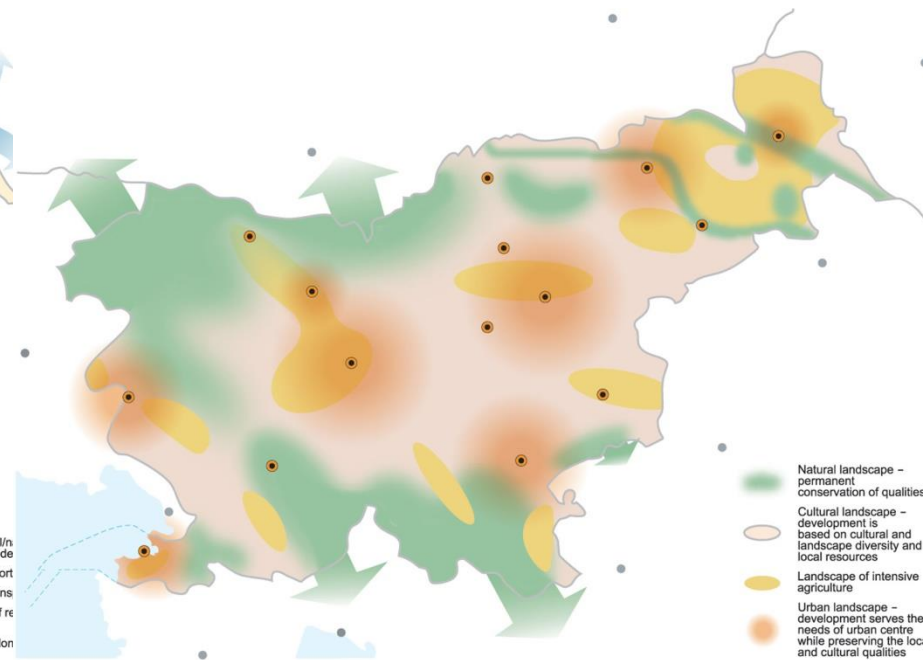 Natural landscape –
permanent
conservation of qualities
Cultural landscape –
development is
based on cultural and
landscape diversity and
local resources
Landscape of intensive
agriculture
Urban landscape –
development serves the
needs of urban centre
while preserving the loca
and cultural qualities